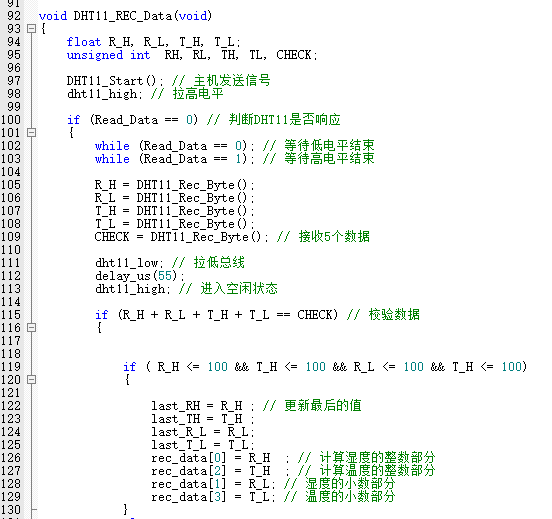 91
92 void DHT11_REC_Data(void)
93 {
94 float R_H, R_L, T_H, T_L;
95 unsigned int RH, RL, TH, TL, CHECK;
96
97 DHT11_Start(); // 主机发送信号
98 dht11_high; // 拉高电平
99
100 if (Read_Data == 0) // 判断DHT11是否响应
101 {
102 while (Read_Data == 0); // 等待低电平结束
103 while (Read_Data == 1); // 等待高电平结束
104
105 R_H = DHT11_Rec_Byte();
106 R_L = DHT11_Rec_Byte();
107 T_H = DHT11_Rec_Byte();
108 T_L = DHT11_Rec_Byte();
109 CHECK = DHT11_Rec_Byte(); // 接收5个数据
110
111 dht11_low; // 拉低总线
112 delay_us(55);
113 dht11_high; // 进入空闲状态
114
115 if (R_H + R_L + T_H + T_L == CHECK) // 校验数据
116 {
117
118
119 if ( R_H <= 100 && T_H <= 100 && R_L <= 100 && T_H <= 100)
120 {
121
122 last_RH = R_H ; // 更新最后的值
123 last_TH = T_H ;
124 last_R_L = R_L;
125 last_T_L = T_L;
126 rec_data[0] = R_H ; // 计算湿度的整数部分
127 rec_data[2] = T_H ; // 计算温度的整数部分
128 rec_data[1] = R_L; // 湿度的小数部分
129 rec_data[3] = T_L; // 温度的小数部分
130 }